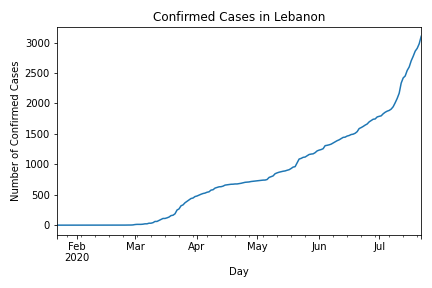 Confirmed Cases in Lebanon
Number of Confirmed Cases
3000
2500
2000
1500
1000
500
0
Feb Mar Apr May Jun Jul
2020
Day